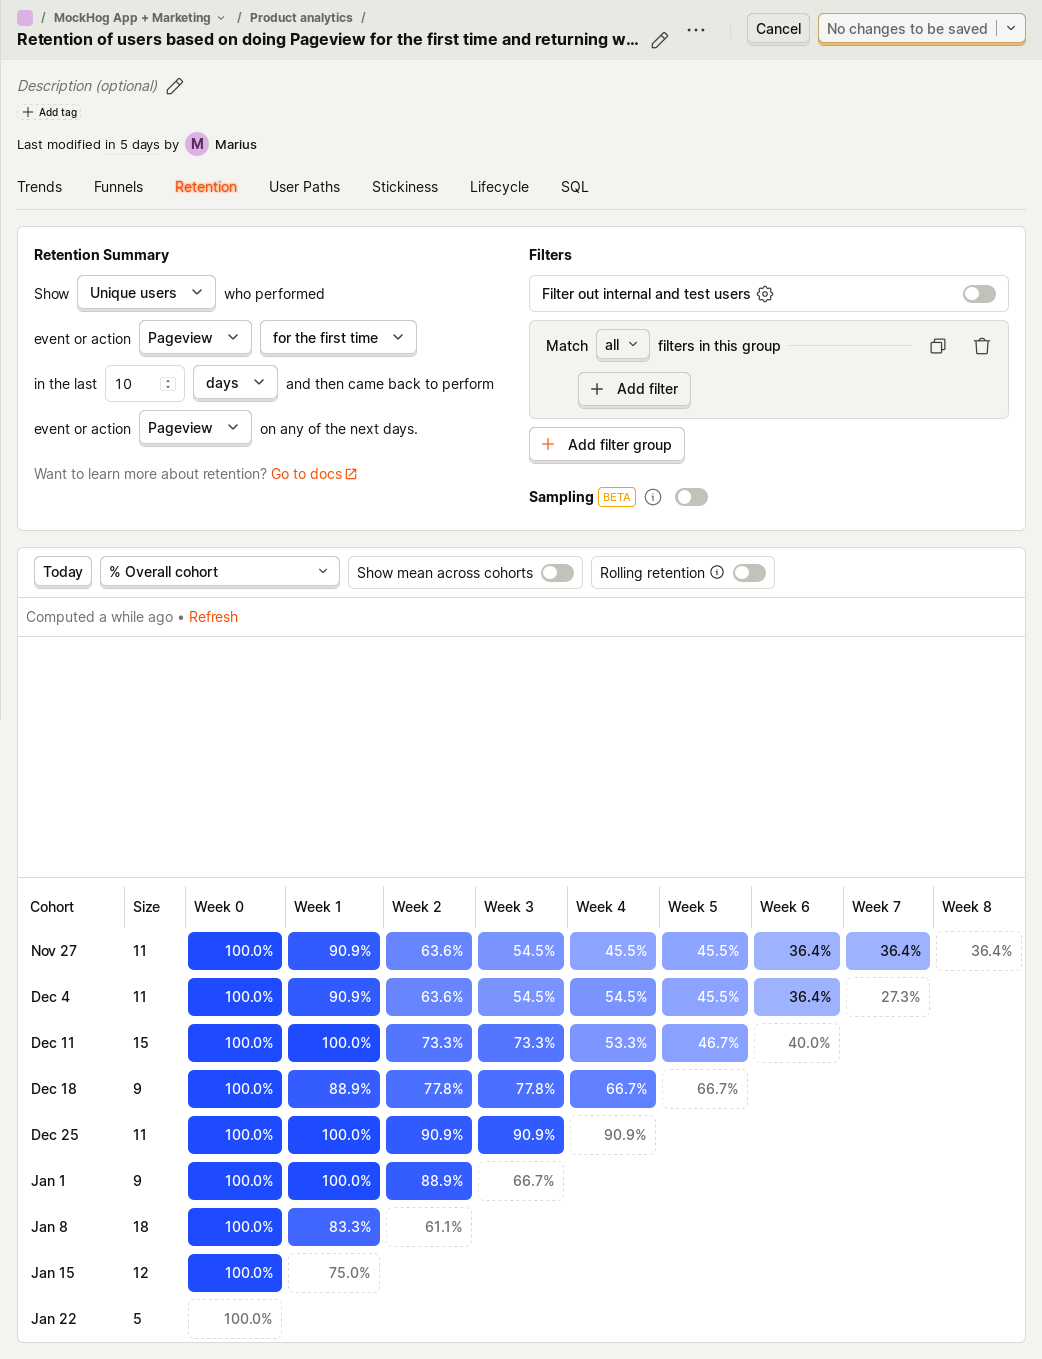 / MockHog App + Marketing / Product analytics /
Retention of users based on doing Pageview for the first time and returning w...
Cancel
No changes to be saved
Description (optional)
Add tag
Last modified in 5 days by M Marius
Trends Funnels Retention User Paths Stickiness Lifecycle SQL
Retention Summary
Show Unique users who performed
event or action Pageview for the first time
in the last 10 days and then came back to perform
event or action Pageview on any of the next days.
Want to learn more about retention? Go to docs
Filters
Filter out internal and test users
Match all filters in this group
Add filter
Add filter group
Sampling BETA
Today % Overall cohort Show mean across cohorts Rolling retention
Computed a while ago • Refresh
Cohort Size Week 0 Week 1 Week 2 Week 3 Week 4 Week 5 Week 6 Week 7 Week 8
Nov 27 11 100.0% 90.9% 63.6% 54.5% 45.5% 45.5% 36.4% 36.4% 36.4%
Dec 4 11 100.0% 90.9% 63.6% 54.5% 54.5% 45.5% 36.4% 27.3%
Dec 11 15 100.0% 100.0% 73.3% 73.3% 53.3% 46.7% 40.0%
Dec 18 9 100.0% 88.9% 77.8% 77.8% 66.7% 66.7%
Dec 25 11 100.0% 100.0% 90.9% 90.9% 90.9%
Jan 1 9 100.0% 100.0% 88.9% 66.7%
Jan 8 18 100.0% 83.3% 61.1%
Jan 15 12 100.0% 75.0%
Jan 22 5 100.0%